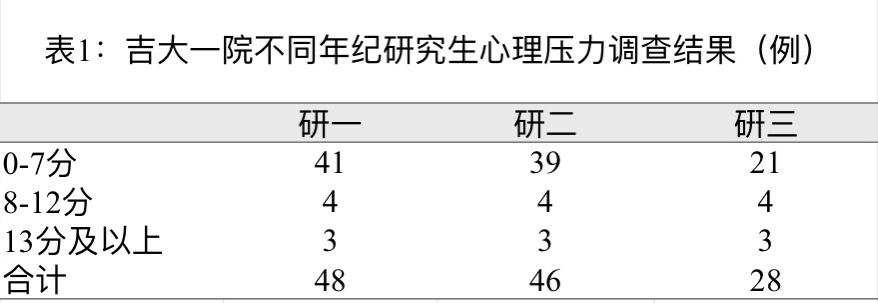 表1：吉大一院不同年纪研究生心理压力调查结果（例）
研一 研二 研三
0-7分 41 39 21
8-12分 4 4 4
13分及以上 3 3 3
合计 48 46 28